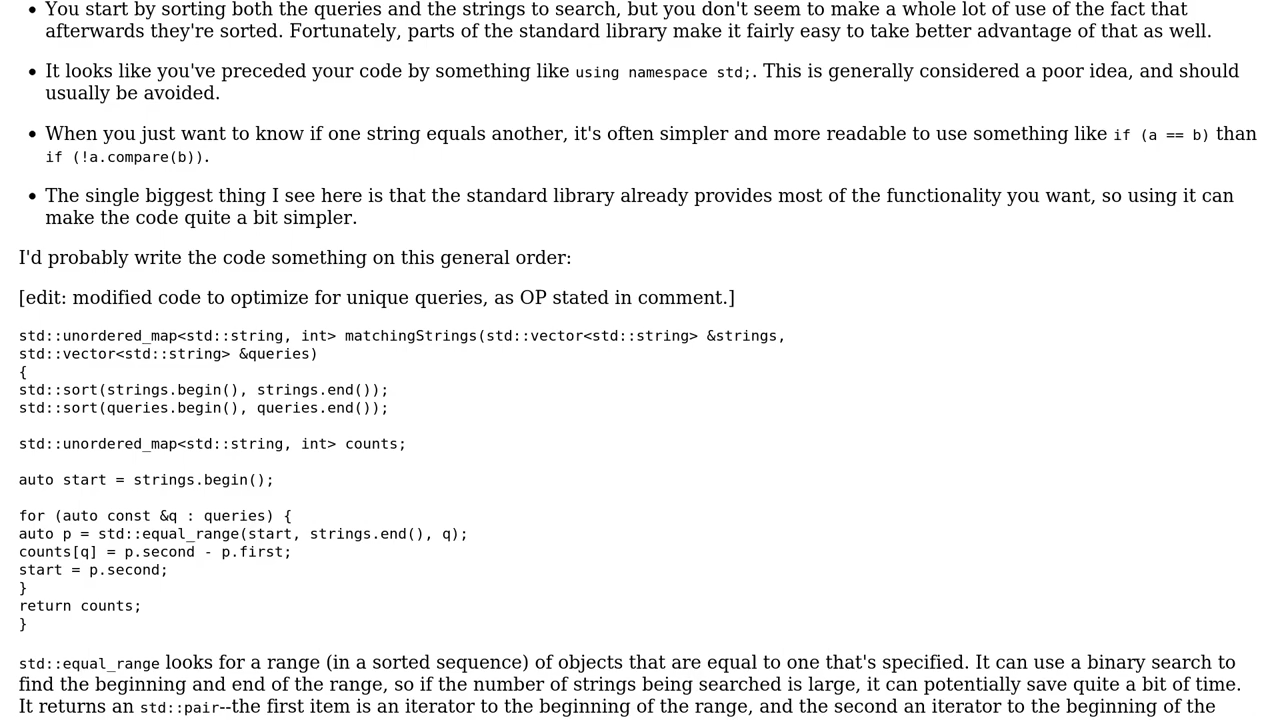 • You start by sorting both the queries and the strings to search, but you don't seem to make a whole lot of use of the fact that
afterwards they're sorted. Fortunately, parts of the standard library make it fairly easy to take better advantage of that as well.
• It looks like you've preceded your code by something like using namespace std;. This is generally considered a poor idea, and should
usually be avoided.
• When you just want to know if one string equals another, it's often simpler and more readable to use something like if (a == b) than
if (!a.compare(b)).
• The single biggest thing I see here is that the standard library already provides most of the functionality you want, so using it can
make the code quite a bit simpler.
I'd probably write the code something on this general order:
[edit: modified code to optimize for unique queries, as OP stated in comment.]
std::unordered_map<std::string, int> matchingStrings(std::vector<std::string> &strings,
std::vector<std::string> &queries)
{
std::sort(strings.begin(), strings.end());
std::sort(queries.begin(), queries.end());
std::unordered_map<std::string, int> counts;
auto start = strings.begin();
for (auto const &q : queries) {
auto p = std::equal_range(start, strings.end(), q);
counts[q] = p.second - p.first;
start = p.second;
}
return counts;
}
std::equal_range looks for a range (in a sorted sequence) of objects that are equal to one that's specified. It can use a binary search to
find the beginning and end of the range, so if the number of strings being searched is large, it can potentially save quite a bit of time.
It returns an std::pair--the first item is an iterator to the beginning of the range, and the second an iterator to the beginning of the